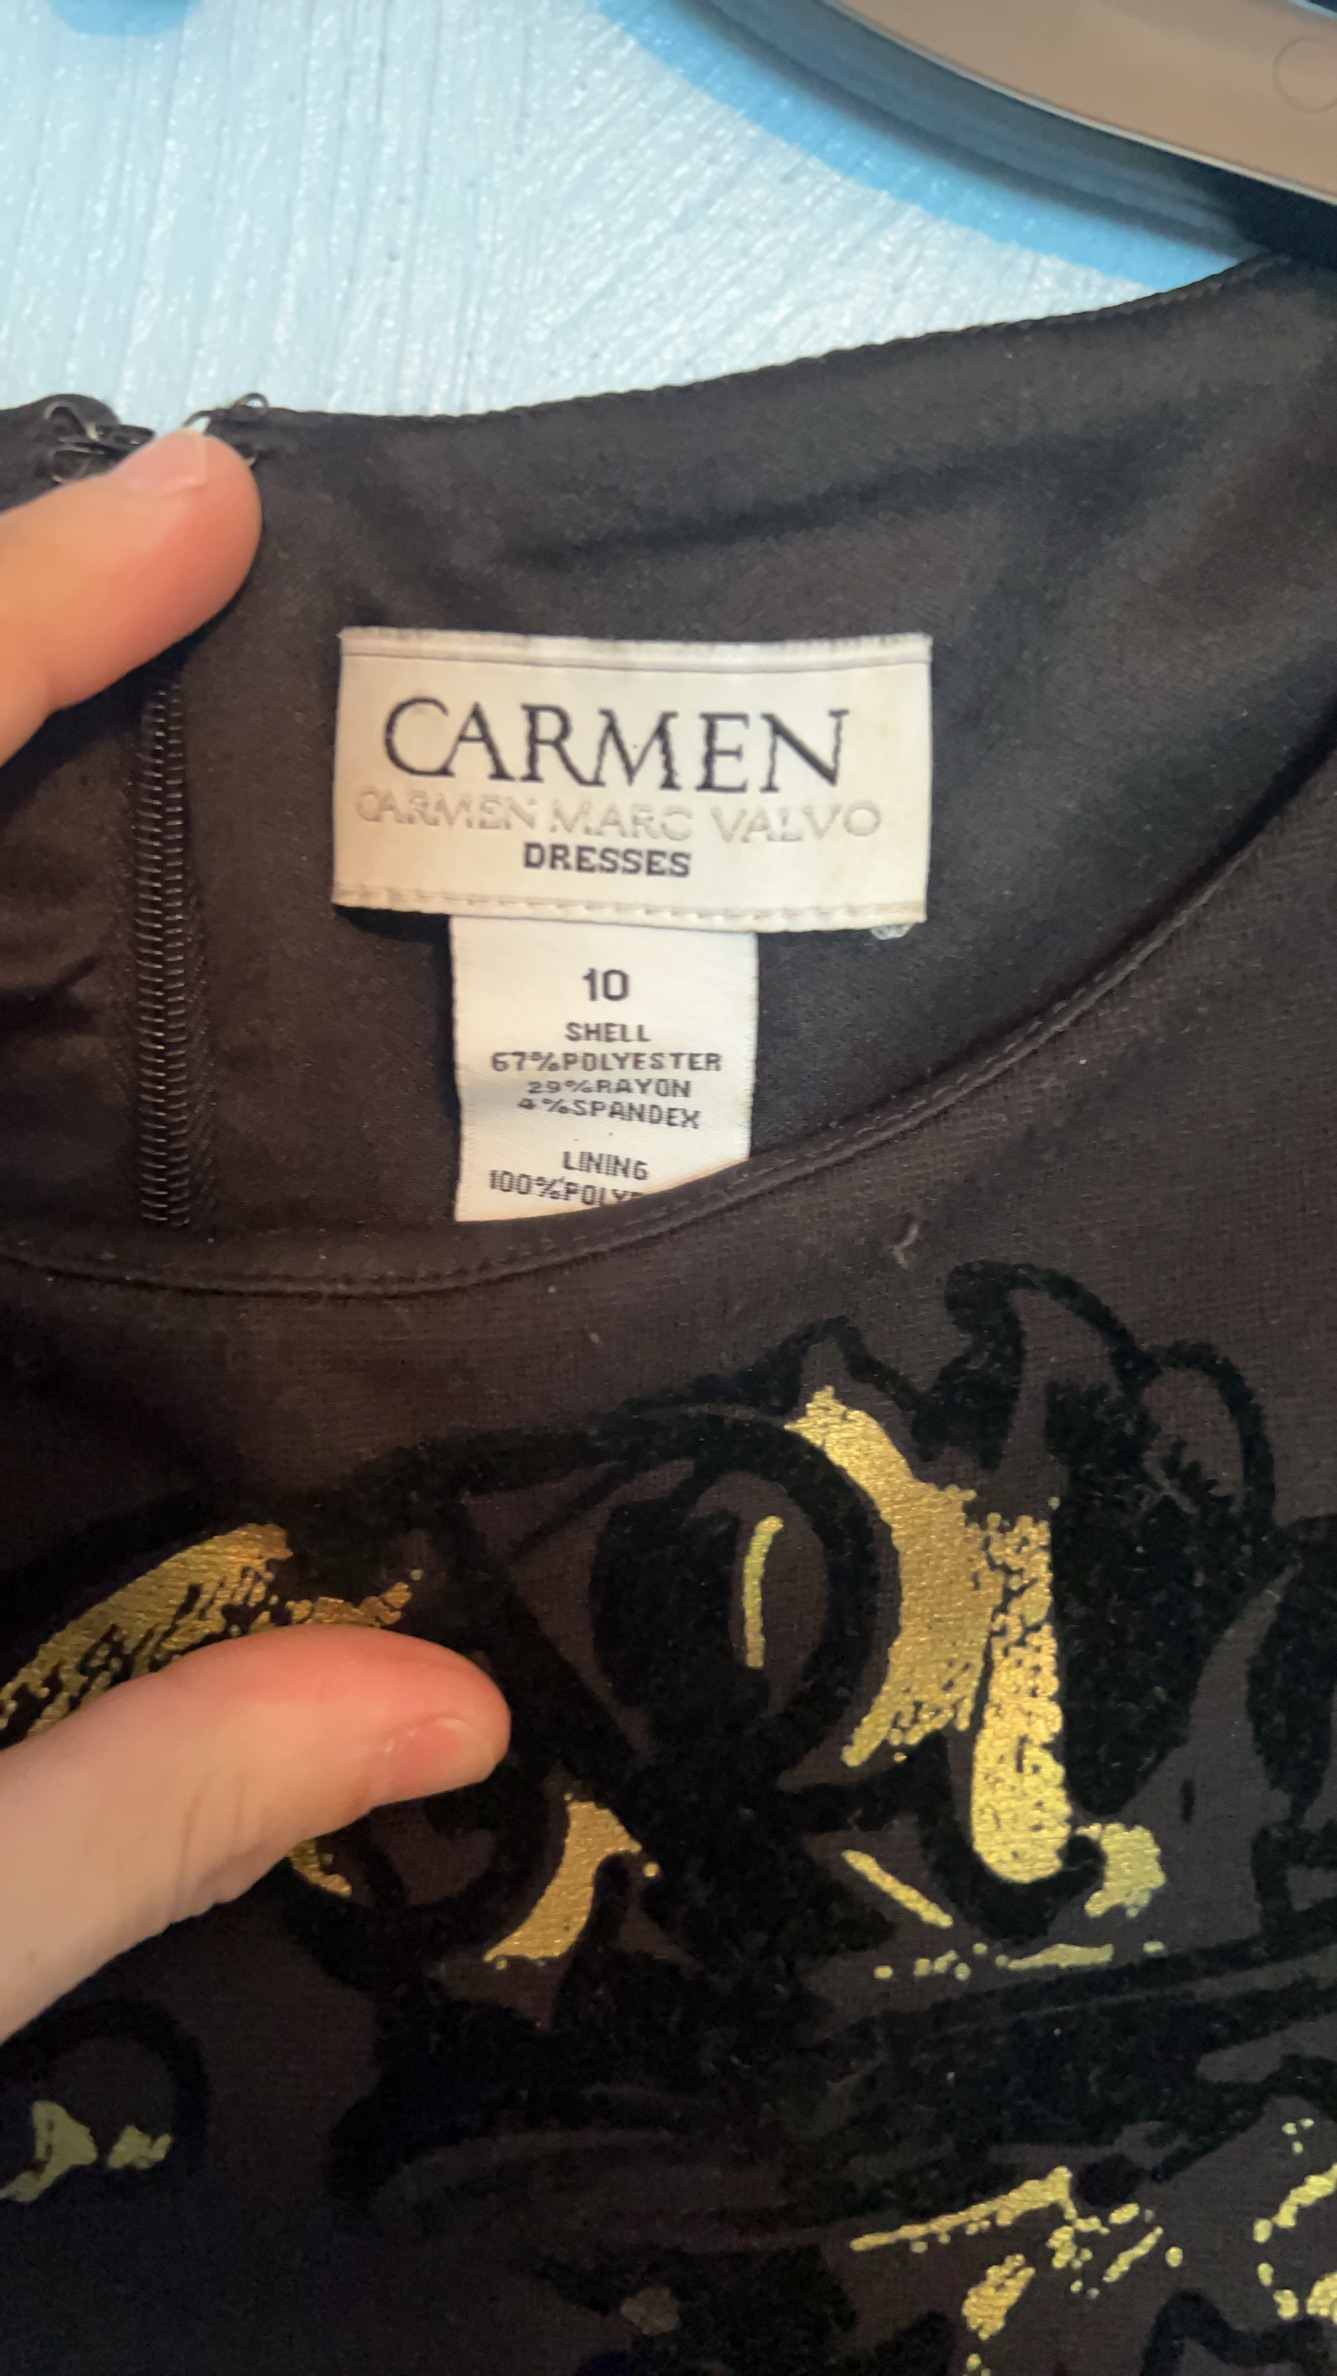 CARMEN
CARMEN MARC VALVO
DRESSES
10
SHELL
67%POLYESTER
29%RAYON
4%SPANDEX
LINING